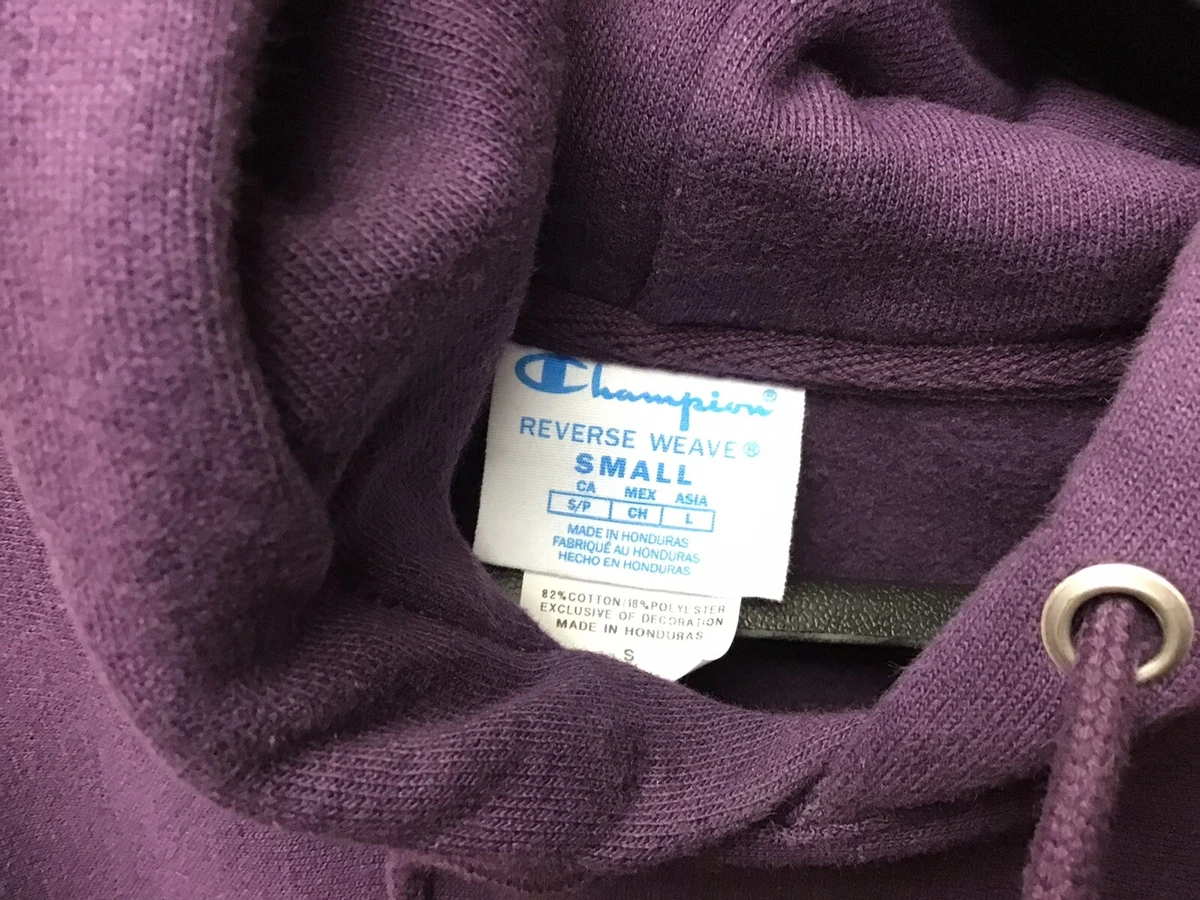 Champion®
REVERSE WEAVE®
SMALL
CA MEX ASIA
S/P CH L
MADE IN HONDURAS
FABRIQUÉ AU HONDURAS
HECHO EN HONDURAS
82%COTTON/18%POLYESTER
EXCLUSIVE OF DECORATION
MADE IN HONDURAS
S